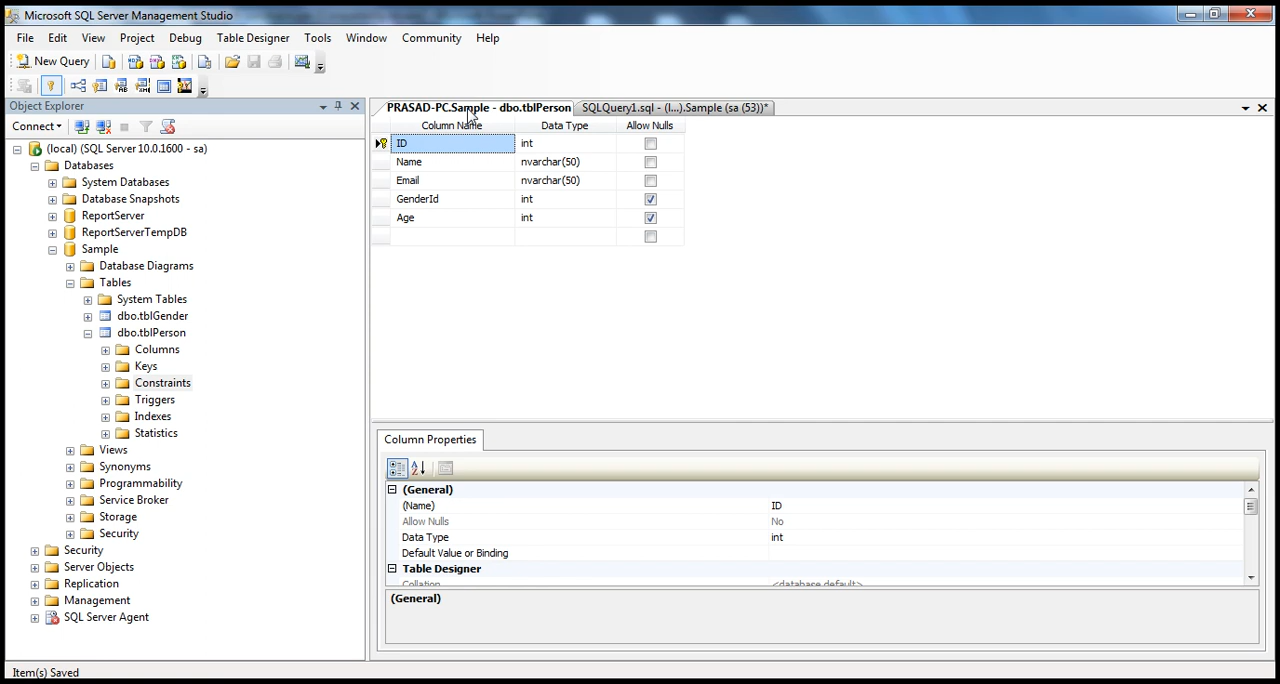 Microsoft SQL Server Management Studio
File Edit View Project Debug Table Designer Tools Window Community Help
New Query
Object Explorer
PRASAD-PC.Sample - dbo.tblPerson
SQLQuery1.sql - (l...).Sample (sa (53))*
Connect
(local) (SQL Server 10.0.1600 - sa)
Databases
System Databases
Database Snapshots
ReportServer
ReportServerTempDB
Sample
Database Diagrams
Tables
System Tables
dbo.tblGender
dbo.tblPerson
Columns
Keys
Constraints
Triggers
Indexes
Statistics
Views
Synonyms
Programmability
Service Broker
Storage
Security
Security
Server Objects
Replication
Management
SQL Server Agent
Column Name Data Type Allow Nulls
ID int
Name nvarchar(50)
Email nvarchar(50)
GenderId int
Age int
Column Properties
(General)
(Name) ID
Allow Nulls No
Data Type int
Default Value or Binding
Table Designer
Collation <database default>
(General)
Item(s) Saved